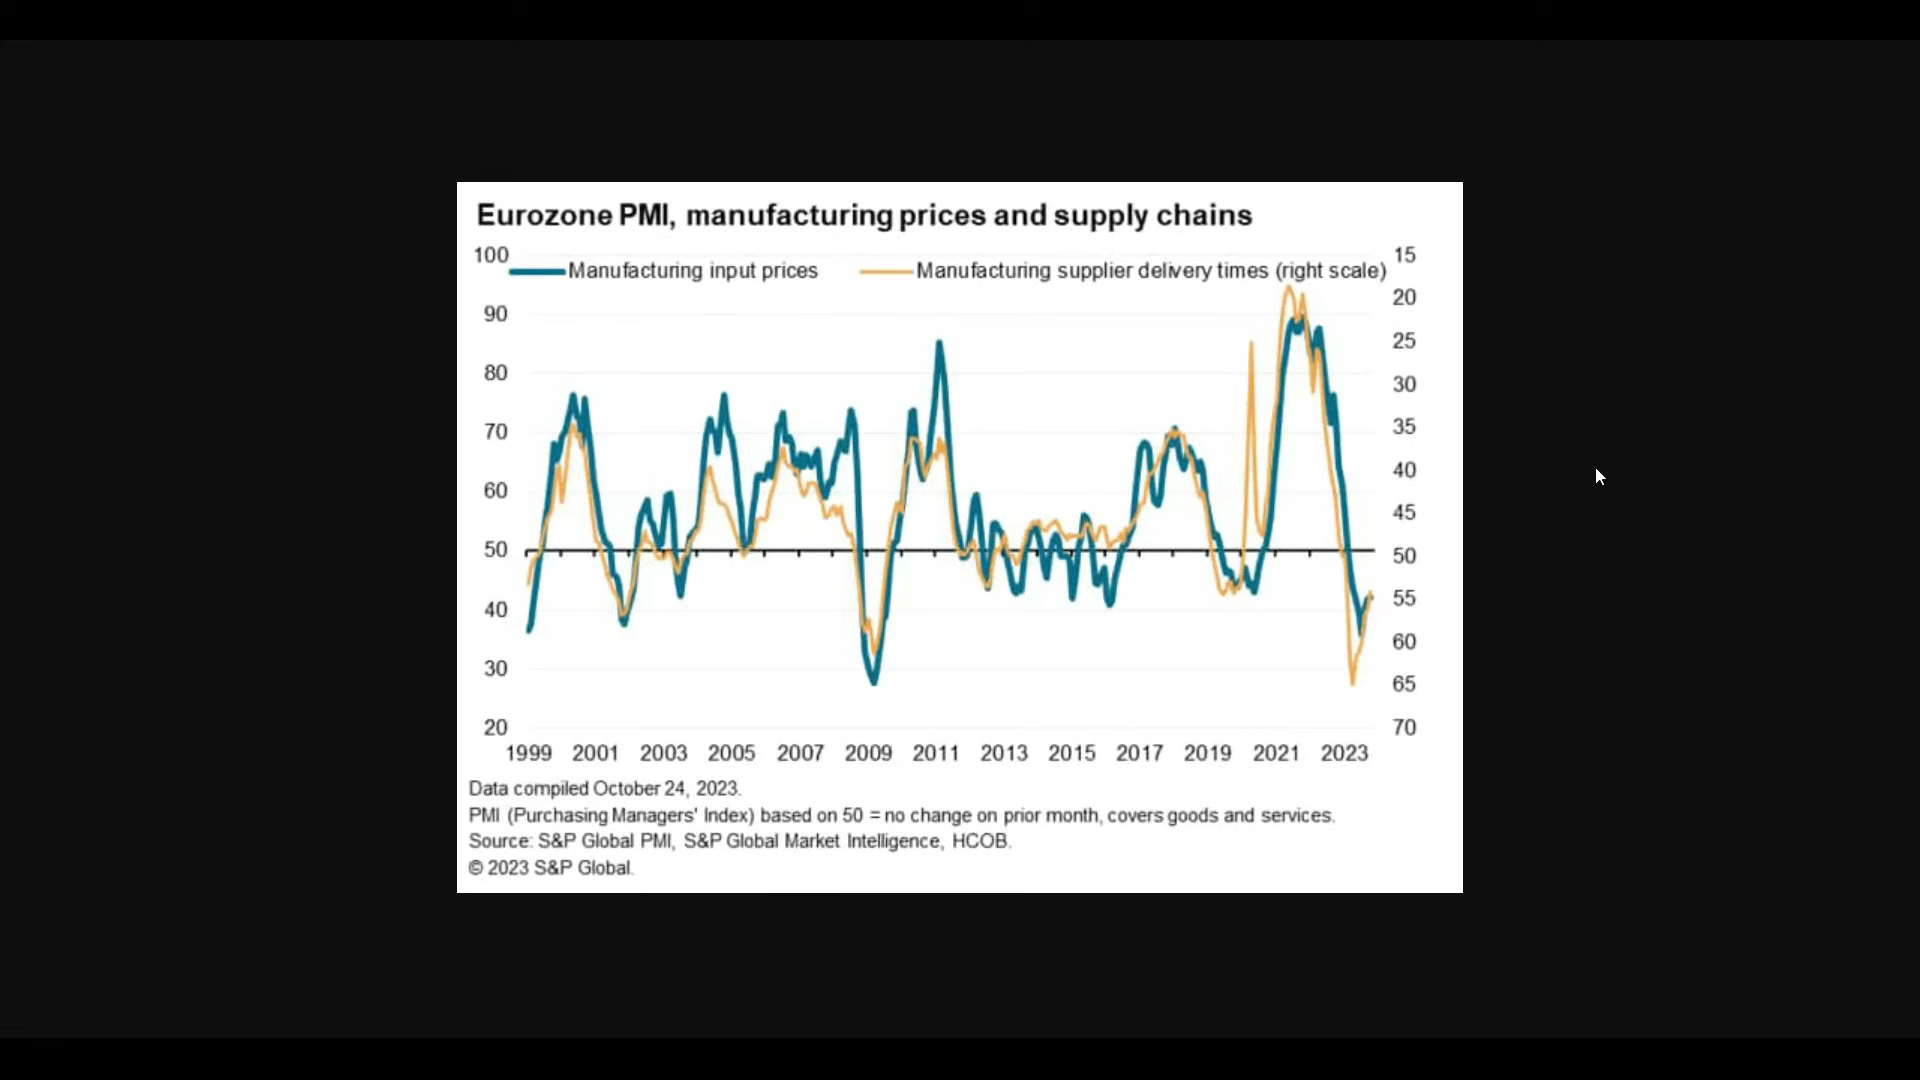 Eurozone PMI, manufacturing prices and supply chains
100 Manufacturing input prices Manufacturing supplier delivery times (right scale) 15
20
90
25
80
30
70
35
40
60
45
50
50
55
40
60
30
65
20
70
1999 2001 2003 2005 2007 2009 2011 2013 2015 2017 2019 2021 2023
Data compiled October 24, 2023.
PMI (Purchasing Managers' Index) based on 50 = no change on prior month, covers goods and services.
Source: S&P Global PMI, S&P Global Market Intelligence, HCOB.
© 2023 S&P Global.